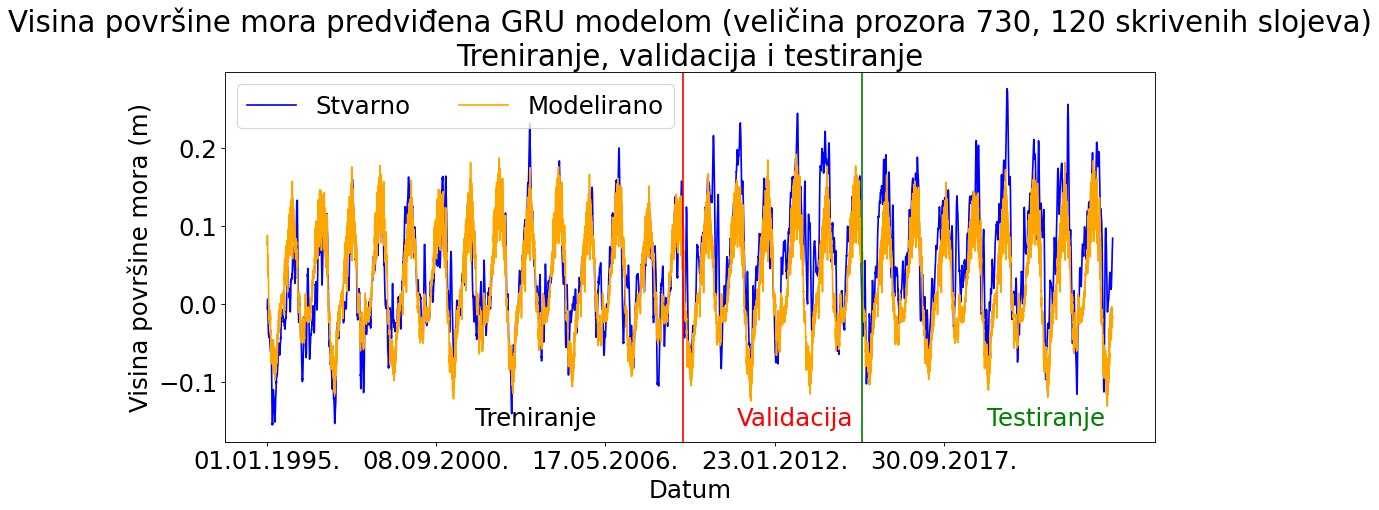 Visina površine mora predviđena GRU modelom (veličina prozora 730, 120 skrivenih slojeva)
Treniranje, validacija i testiranje
Stvarno
Modelirano
Visina površine mora (m)
0.2
0.1
0.0
−0.1
Treniranje
Validacija
Testiranje
01.01.1995.
08.09.2000.
17.05.2006.
23.01.2012.
30.09.2017.
Datum